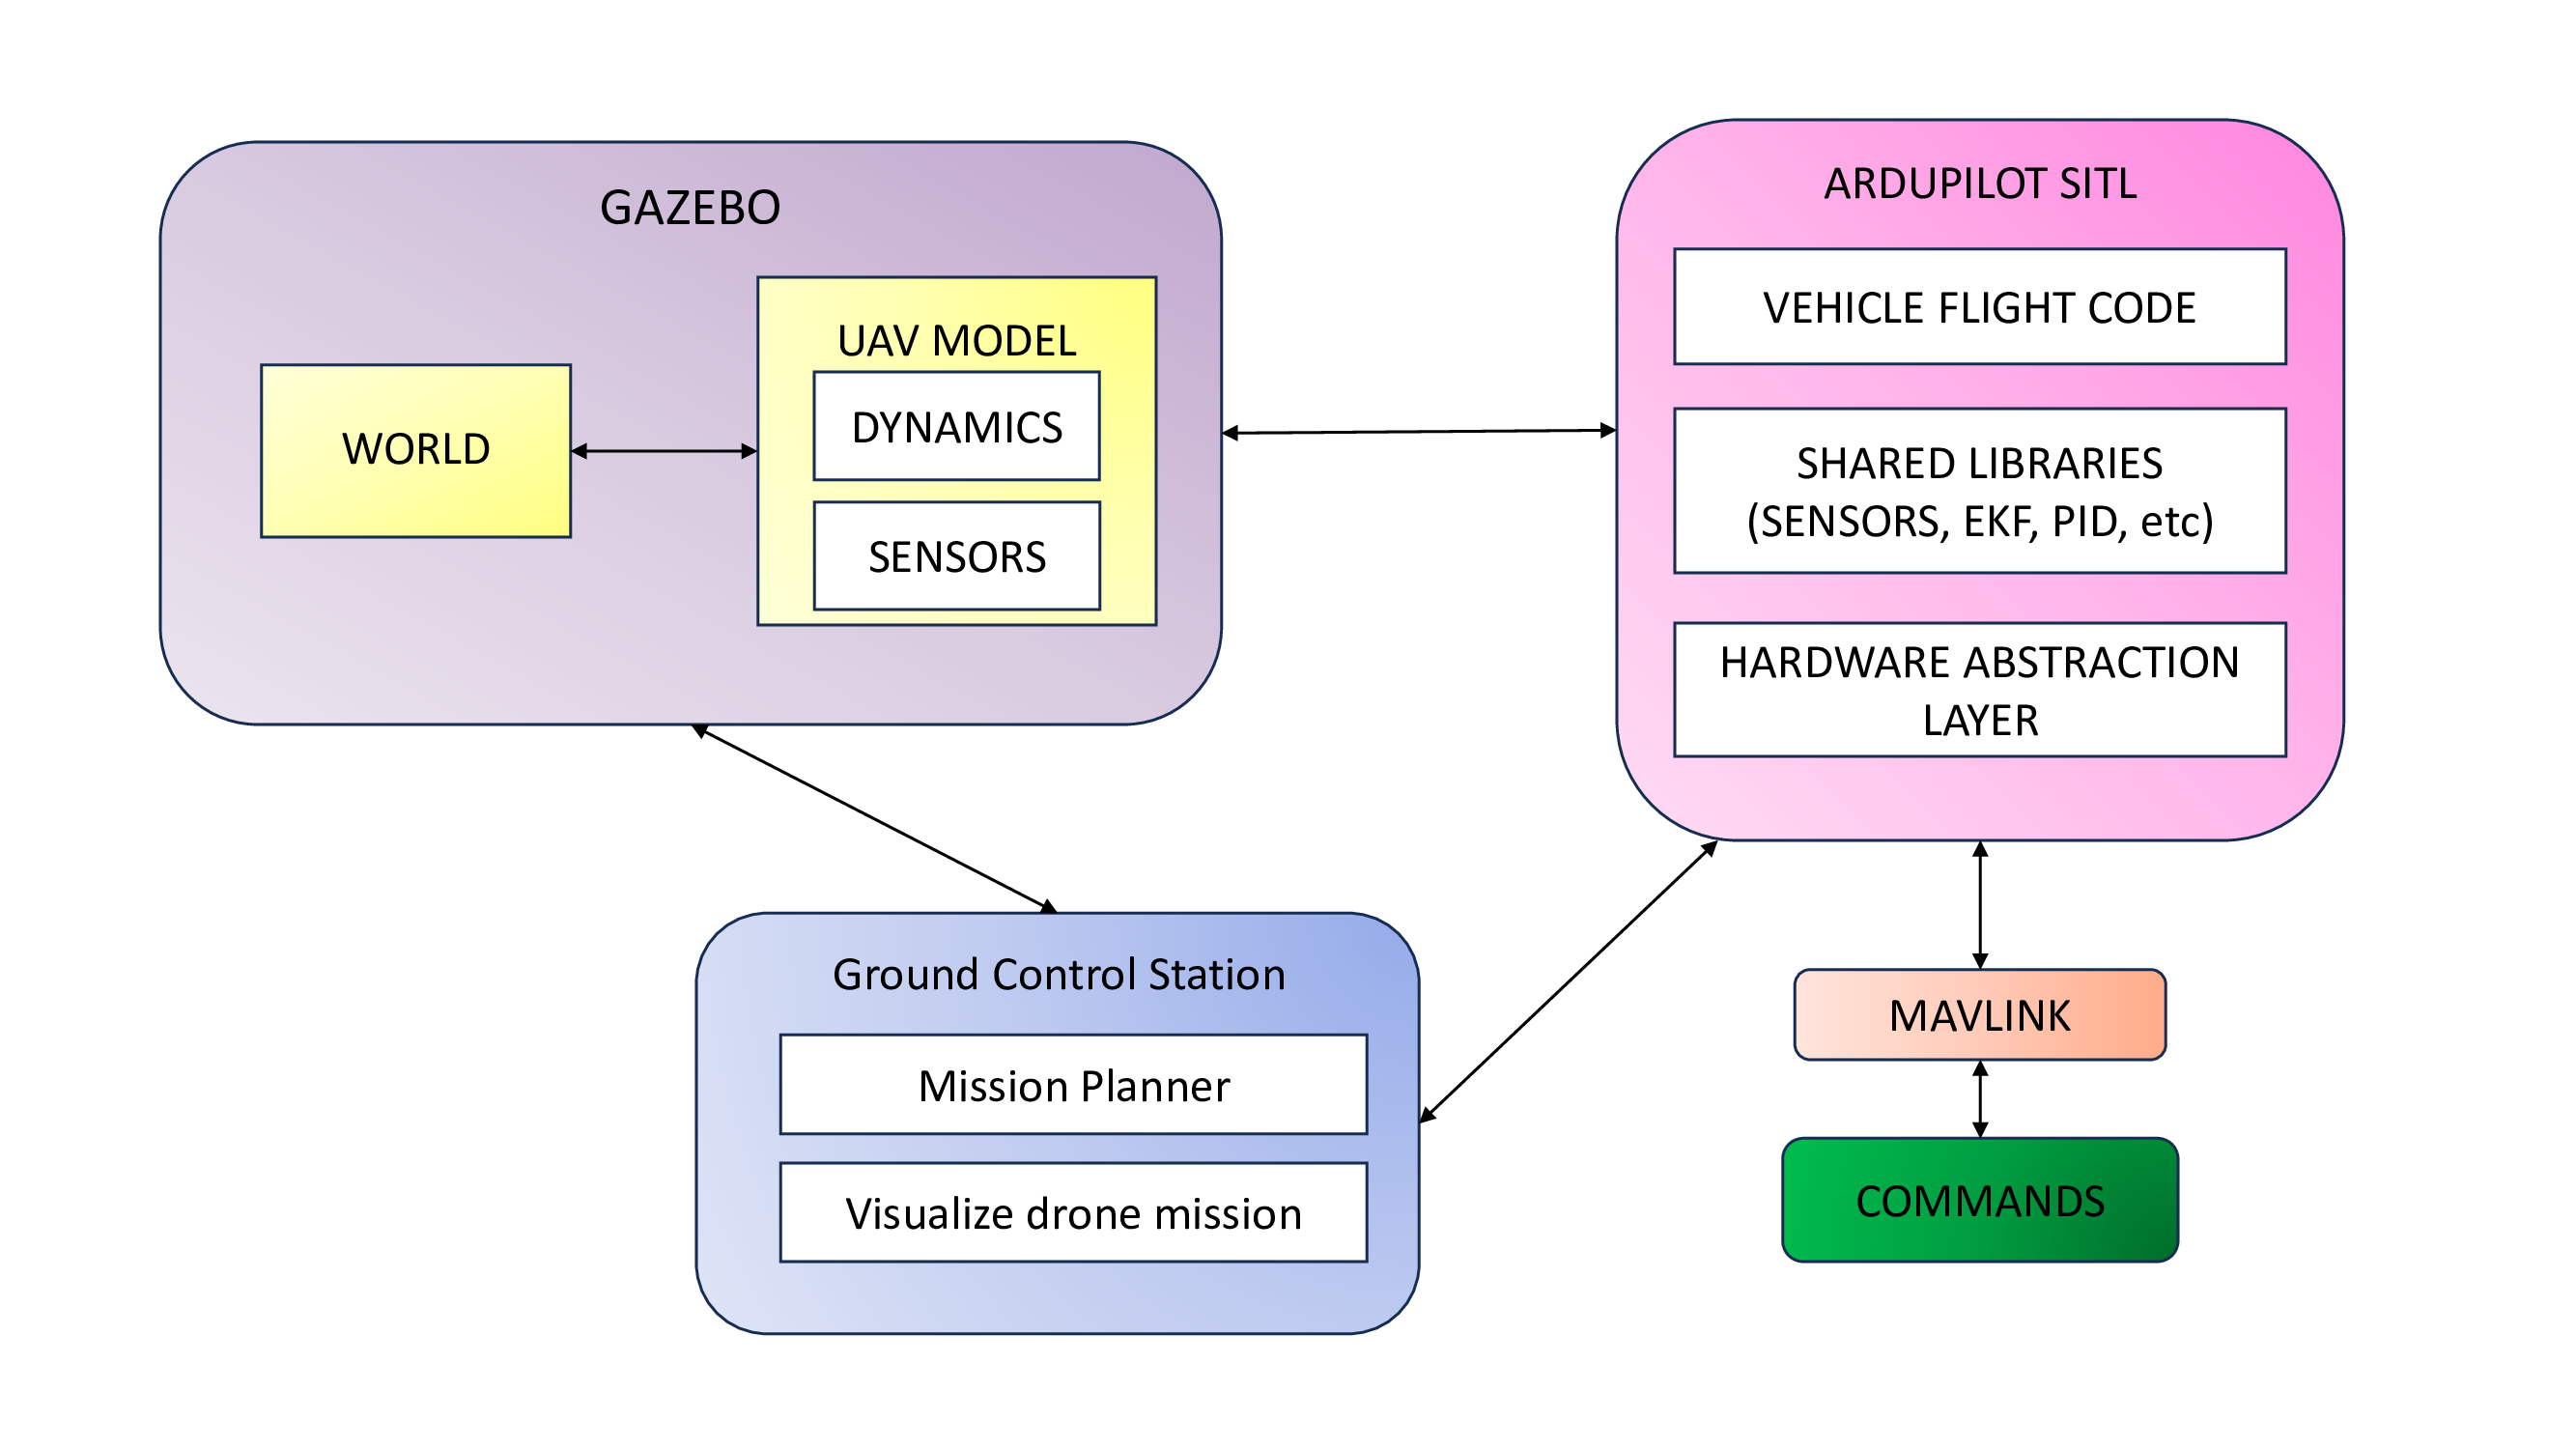 GAZEBO
WORLD
UAV MODEL
DYNAMICS
SENSORS
ARDUPILOT SITL
VEHICLE FLIGHT CODE
SHARED LIBRARIES
(SENSORS, EKF, PID, etc)
HARDWARE ABSTRACTION
LAYER
Ground Control Station
Mission Planner
Visualize drone mission
MAVLINK
COMMANDS